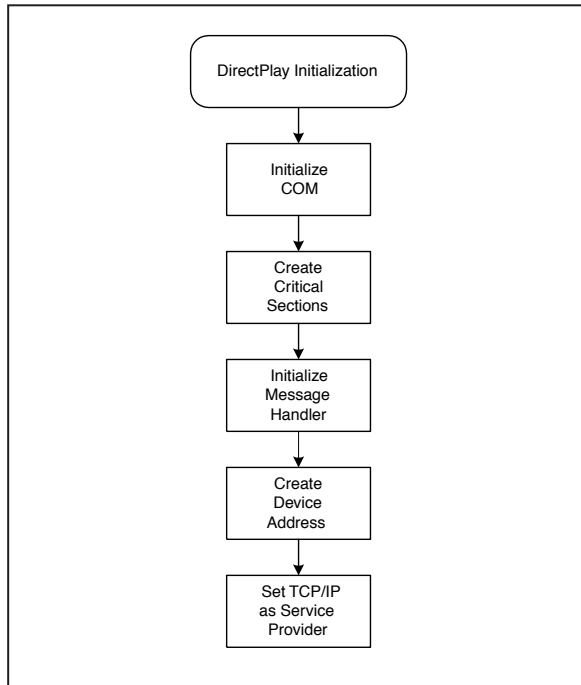 DirectPlay Initialization
Initialize
COM
Create
Critical
Sections
Initialize
Message
Handler
Create
Device
Address
Set TCP/IP
as Service
Provider